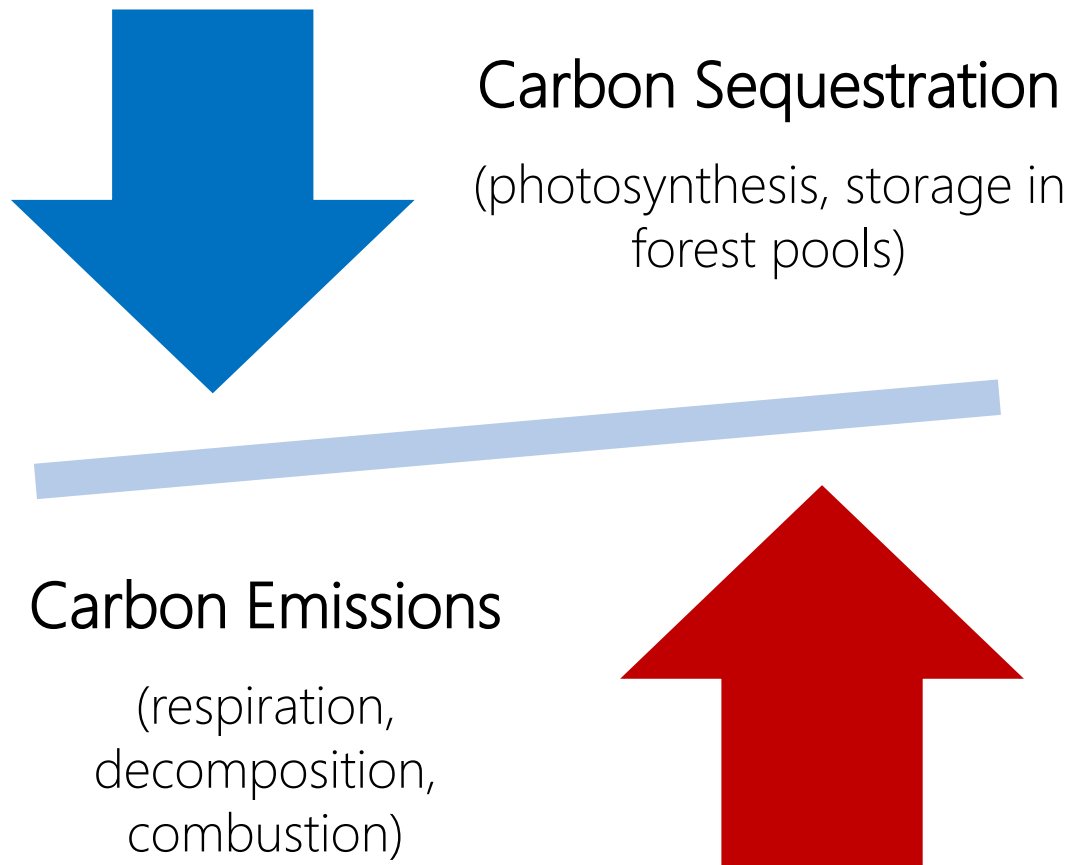 Carbon Sequestration
(photosynthesis, storage in
forest pools)
Carbon Emissions
(respiration,
decomposition,
combustion)